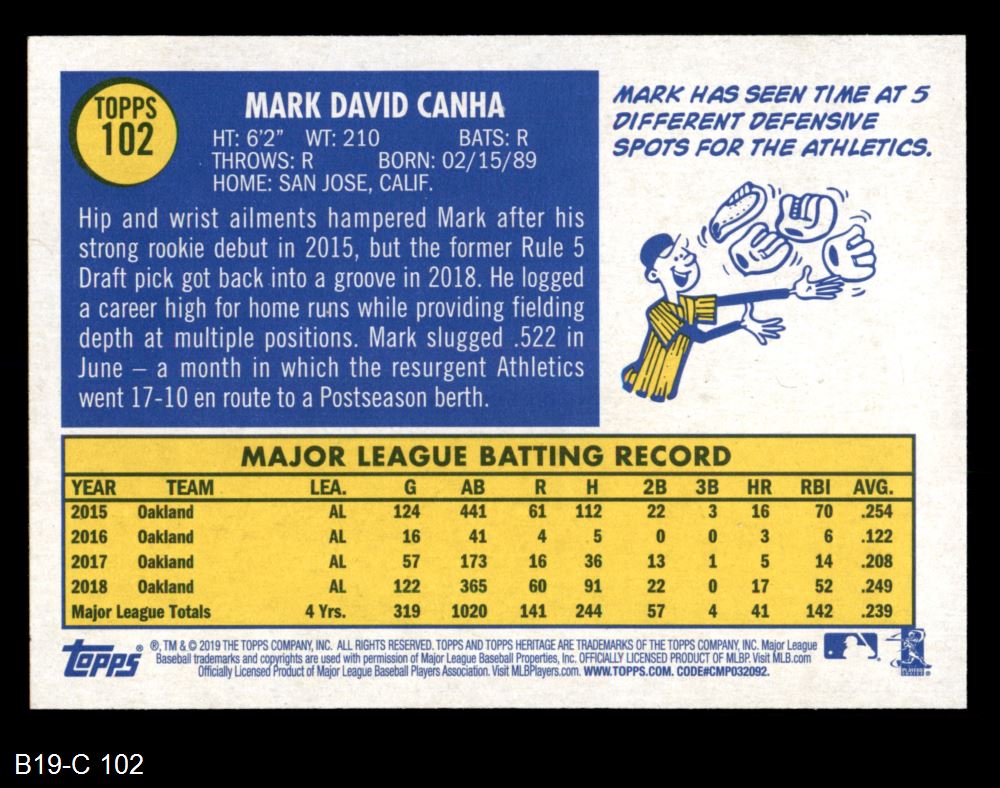 TOPPS
102
MARK DAVID CANHA
HT: 6'2" WT: 210 BATS: R
THROWS: R BORN: 02/15/89
HOME: SAN JOSE, CALIF.
Hip and wrist ailments hampered Mark after his
strong rookie debut in 2015, but the former Rule 5
Draft pick got back into a groove in 2018. He logged
a career high for home runs while providing fielding
depth at multiple positions. Mark slugged .522 in
June – a month in which the resurgent Athletics
went 17-10 en route to a Postseason berth.
MARK HAS SEEN TIME AT 5
DIFFERENT DEFENSIVE
SPOTS FOR THE ATHLETICS.
MAJOR LEAGUE BATTING RECORD
YEAR TEAM LEA. G AB R H 2B 3B HR RBI AVG.
2015 Oakland AL 124 441 61 112 22 3 16 70 .254
2016 Oakland AL 16 41 4 5 0 0 3 6 .122
2017 Oakland AL 57 173 16 36 13 1 5 14 .208
2018 Oakland AL 122 365 60 91 22 0 17 52 .249
Major League Totals 4 Yrs. 319 1020 141 244 57 4 41 142 .239
Topps®
®, TM & © 2019 THE TOPPS COMPANY, INC. ALL RIGHTS RESERVED. TOPPS AND TOPPS HERITAGE ARE TRADEMARKS OF THE TOPPS COMPANY, INC. Major League
Baseball trademarks and copyrights are used with permission of Major League Baseball Properties, Inc. OFFICIALLY LICENSED PRODUCT OF MLBP. Visit MLB.com
Officially Licensed Product of Major League Baseball Players Association. Visit MLBPlayers.com. WWW.TOPPS.COM. CODE#CMP032092.
B19-C 102